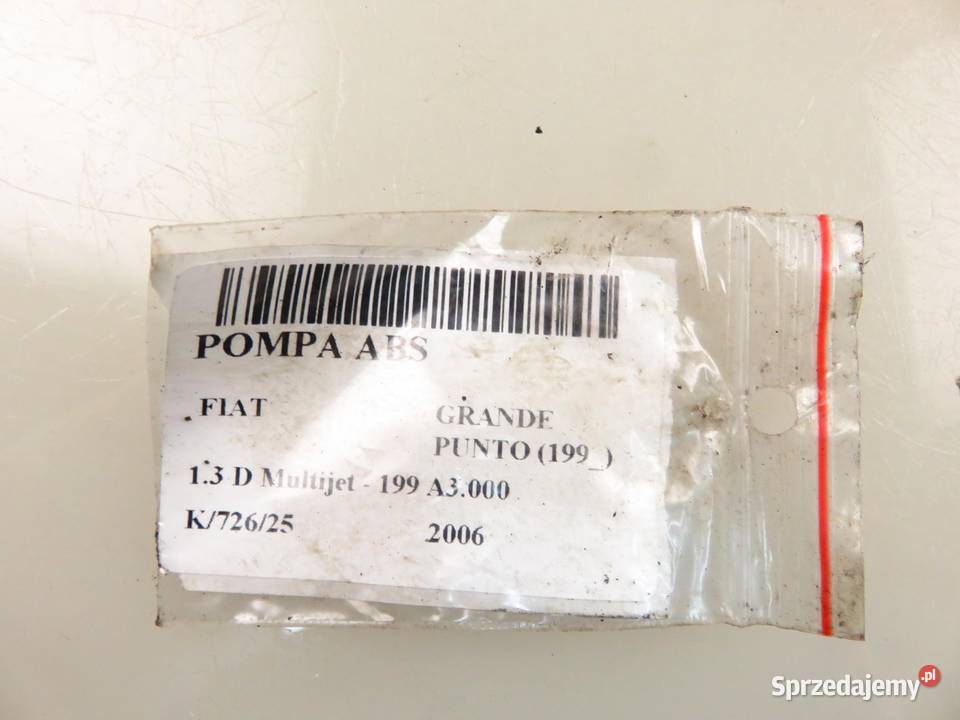 POMPA ABS
FIAT
GRANDE
PUNTO (199_)
1.3 D Multijet - 199 A3.000
K/726/25
2006
Sprzedajemy.pl